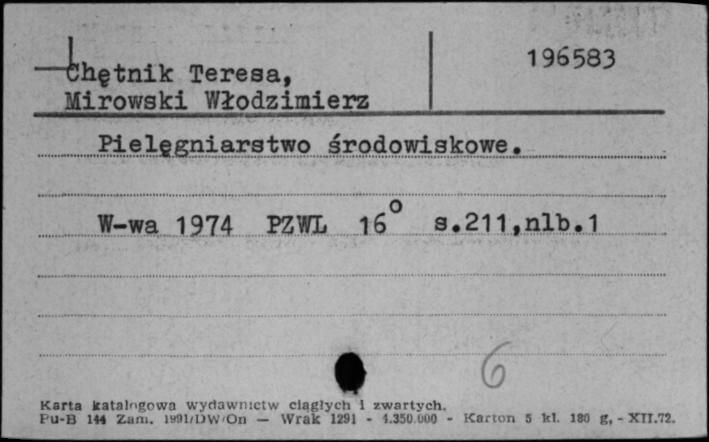 196583
Chętnik Teresa,
Mirowski Włodzimierz
Pielęgniarstwo środowiskowe.
W-wa 1974 PZWL 16° s.211,nlb.1
6
Karta katalogowa wydawnictw ciągłych i zwartych.
Pu-B 144 Zam. 1991/DW/On — Wrak 1291 - 4.350.000 - Karton 5 kl. 180 g, - XII.72.